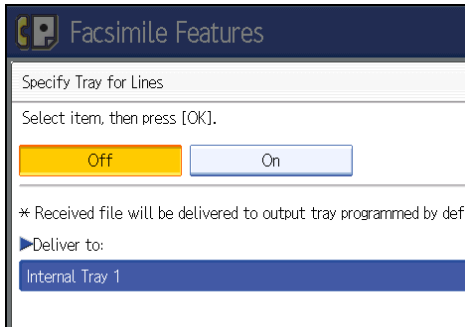 Facsimile Features
Specify Tray for Lines
Select item, then press [OK].
Off On
* Received file will be delivered to output tray programmed by def
▶Deliver to:
Internal Tray 1